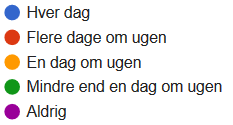 Hver dag
Flere dage om ugen
En dag om ugen
Mindre end en dag om ugen
Aldrig